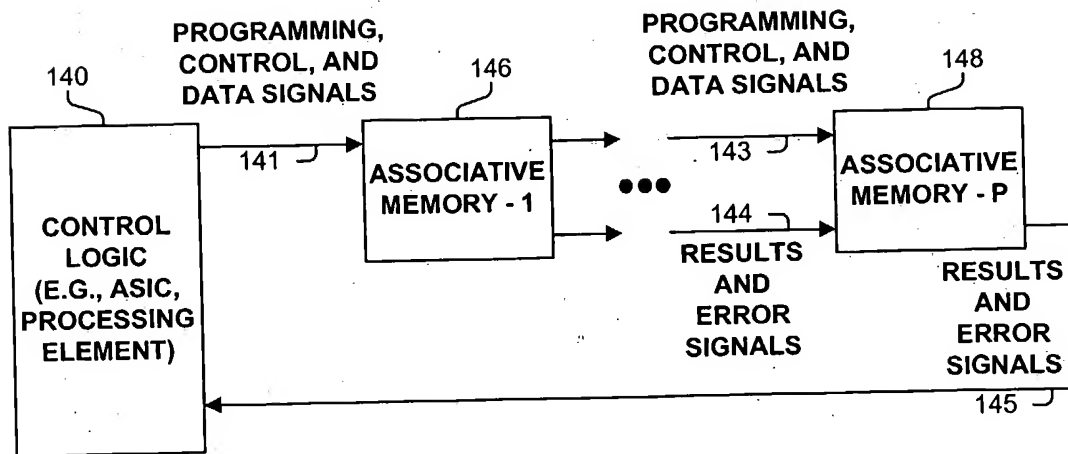 PROGRAMMING,
CONTROL, AND
DATA SIGNALS
PROGRAMMING,
CONTROL, AND
DATA SIGNALS
140
146
148
141
143
ASSOCIATIVE
MEMORY - 1
●●●
ASSOCIATIVE
MEMORY - P
144
CONTROL
LOGIC
(E.G., ASIC,
PROCESSING
ELEMENT)
RESULTS
AND
ERROR
SIGNALS
RESULTS
AND
ERROR
SIGNALS
145